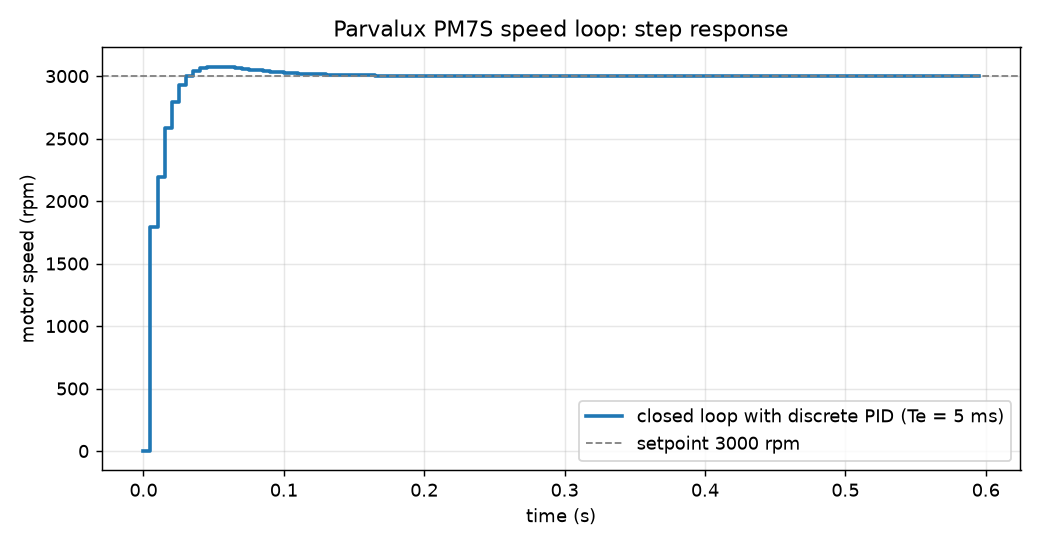 Parvalux PM7S speed loop: step response
motor speed (rpm)
3000
2500
2000
1500
1000
500
0
closed loop with discrete PID (Te = 5 ms)
setpoint 3000 rpm
0.0 0.1 0.2 0.3 0.4 0.5 0.6
time (s)